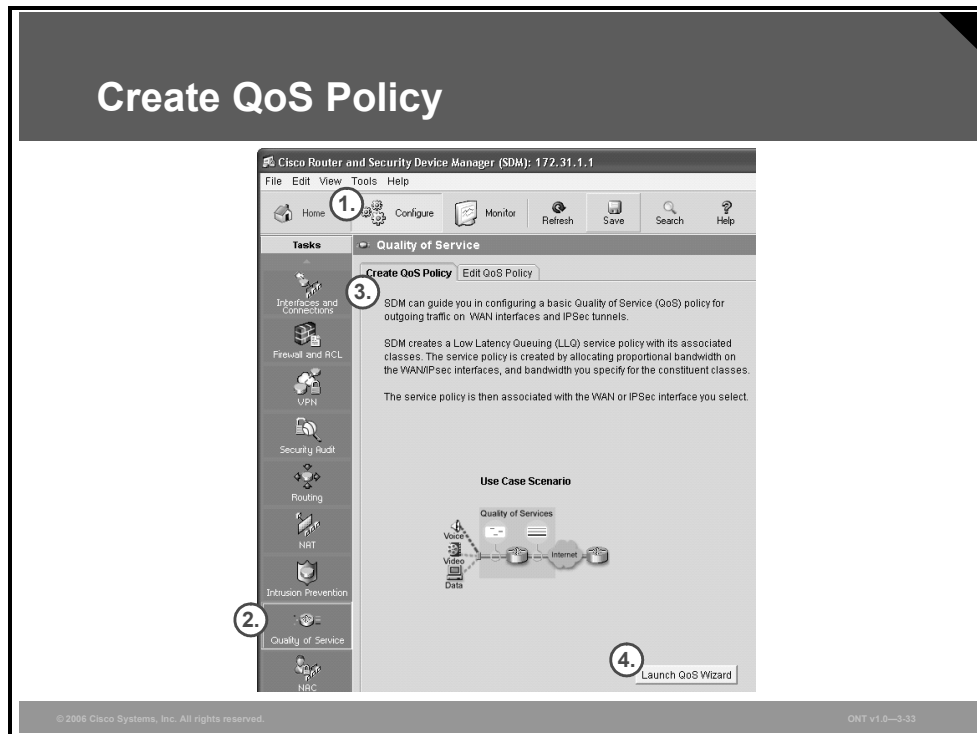 Create QoS Policy
Cisco Router and Security Device Manager (SDM): 172.31.1.1
File Edit View Tools Help
Home
1.
Configure
Monitor
Refresh
Save
Search
Help
Tasks
Quality of Service
Create QoS Policy
Edit QoS Policy
3.
Interfaces and
Connections
SDM can guide you in configuring a basic Quality of Service (QoS) policy for
outgoing traffic on WAN interfaces and IPSec tunnels.
SDM creates a Low Latency Queuing (LLQ) service policy with its associated
classes. The service policy is created by allocating proportional bandwidth on
the WAN/IPsec interfaces, and bandwidth you specify for the constituent classes.
The service policy is then associated with the WAN or IPSec interface you select.
Firewall and ACL
VPN
Security Audit
Routing
NAT
Intrusion Prevention
2.
Quality of Service
NAC
Use Case Scenario
Quality of Services
Voice
Video
Data
Internet
4.
Launch QoS Wizard
© 2006 Cisco Systems, Inc. All rights reserved.
ONT v1.0—3-33